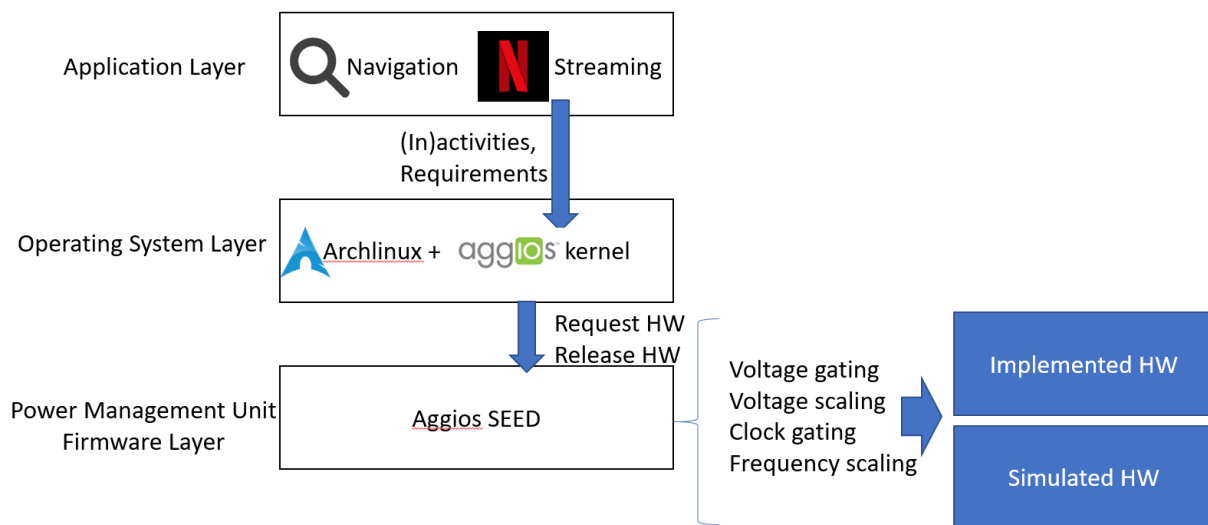 Application Layer
Navigation
N
Streaming
(In)activities,
Requirements
Operating System Layer
Archlinux + aggios kernel
Request HW
Release HW
Power Management Unit
Firmware Layer
Aggios SEED
Voltage gating
Voltage scaling
Clock gating
Frequency scaling
Implemented HW
Simulated HW